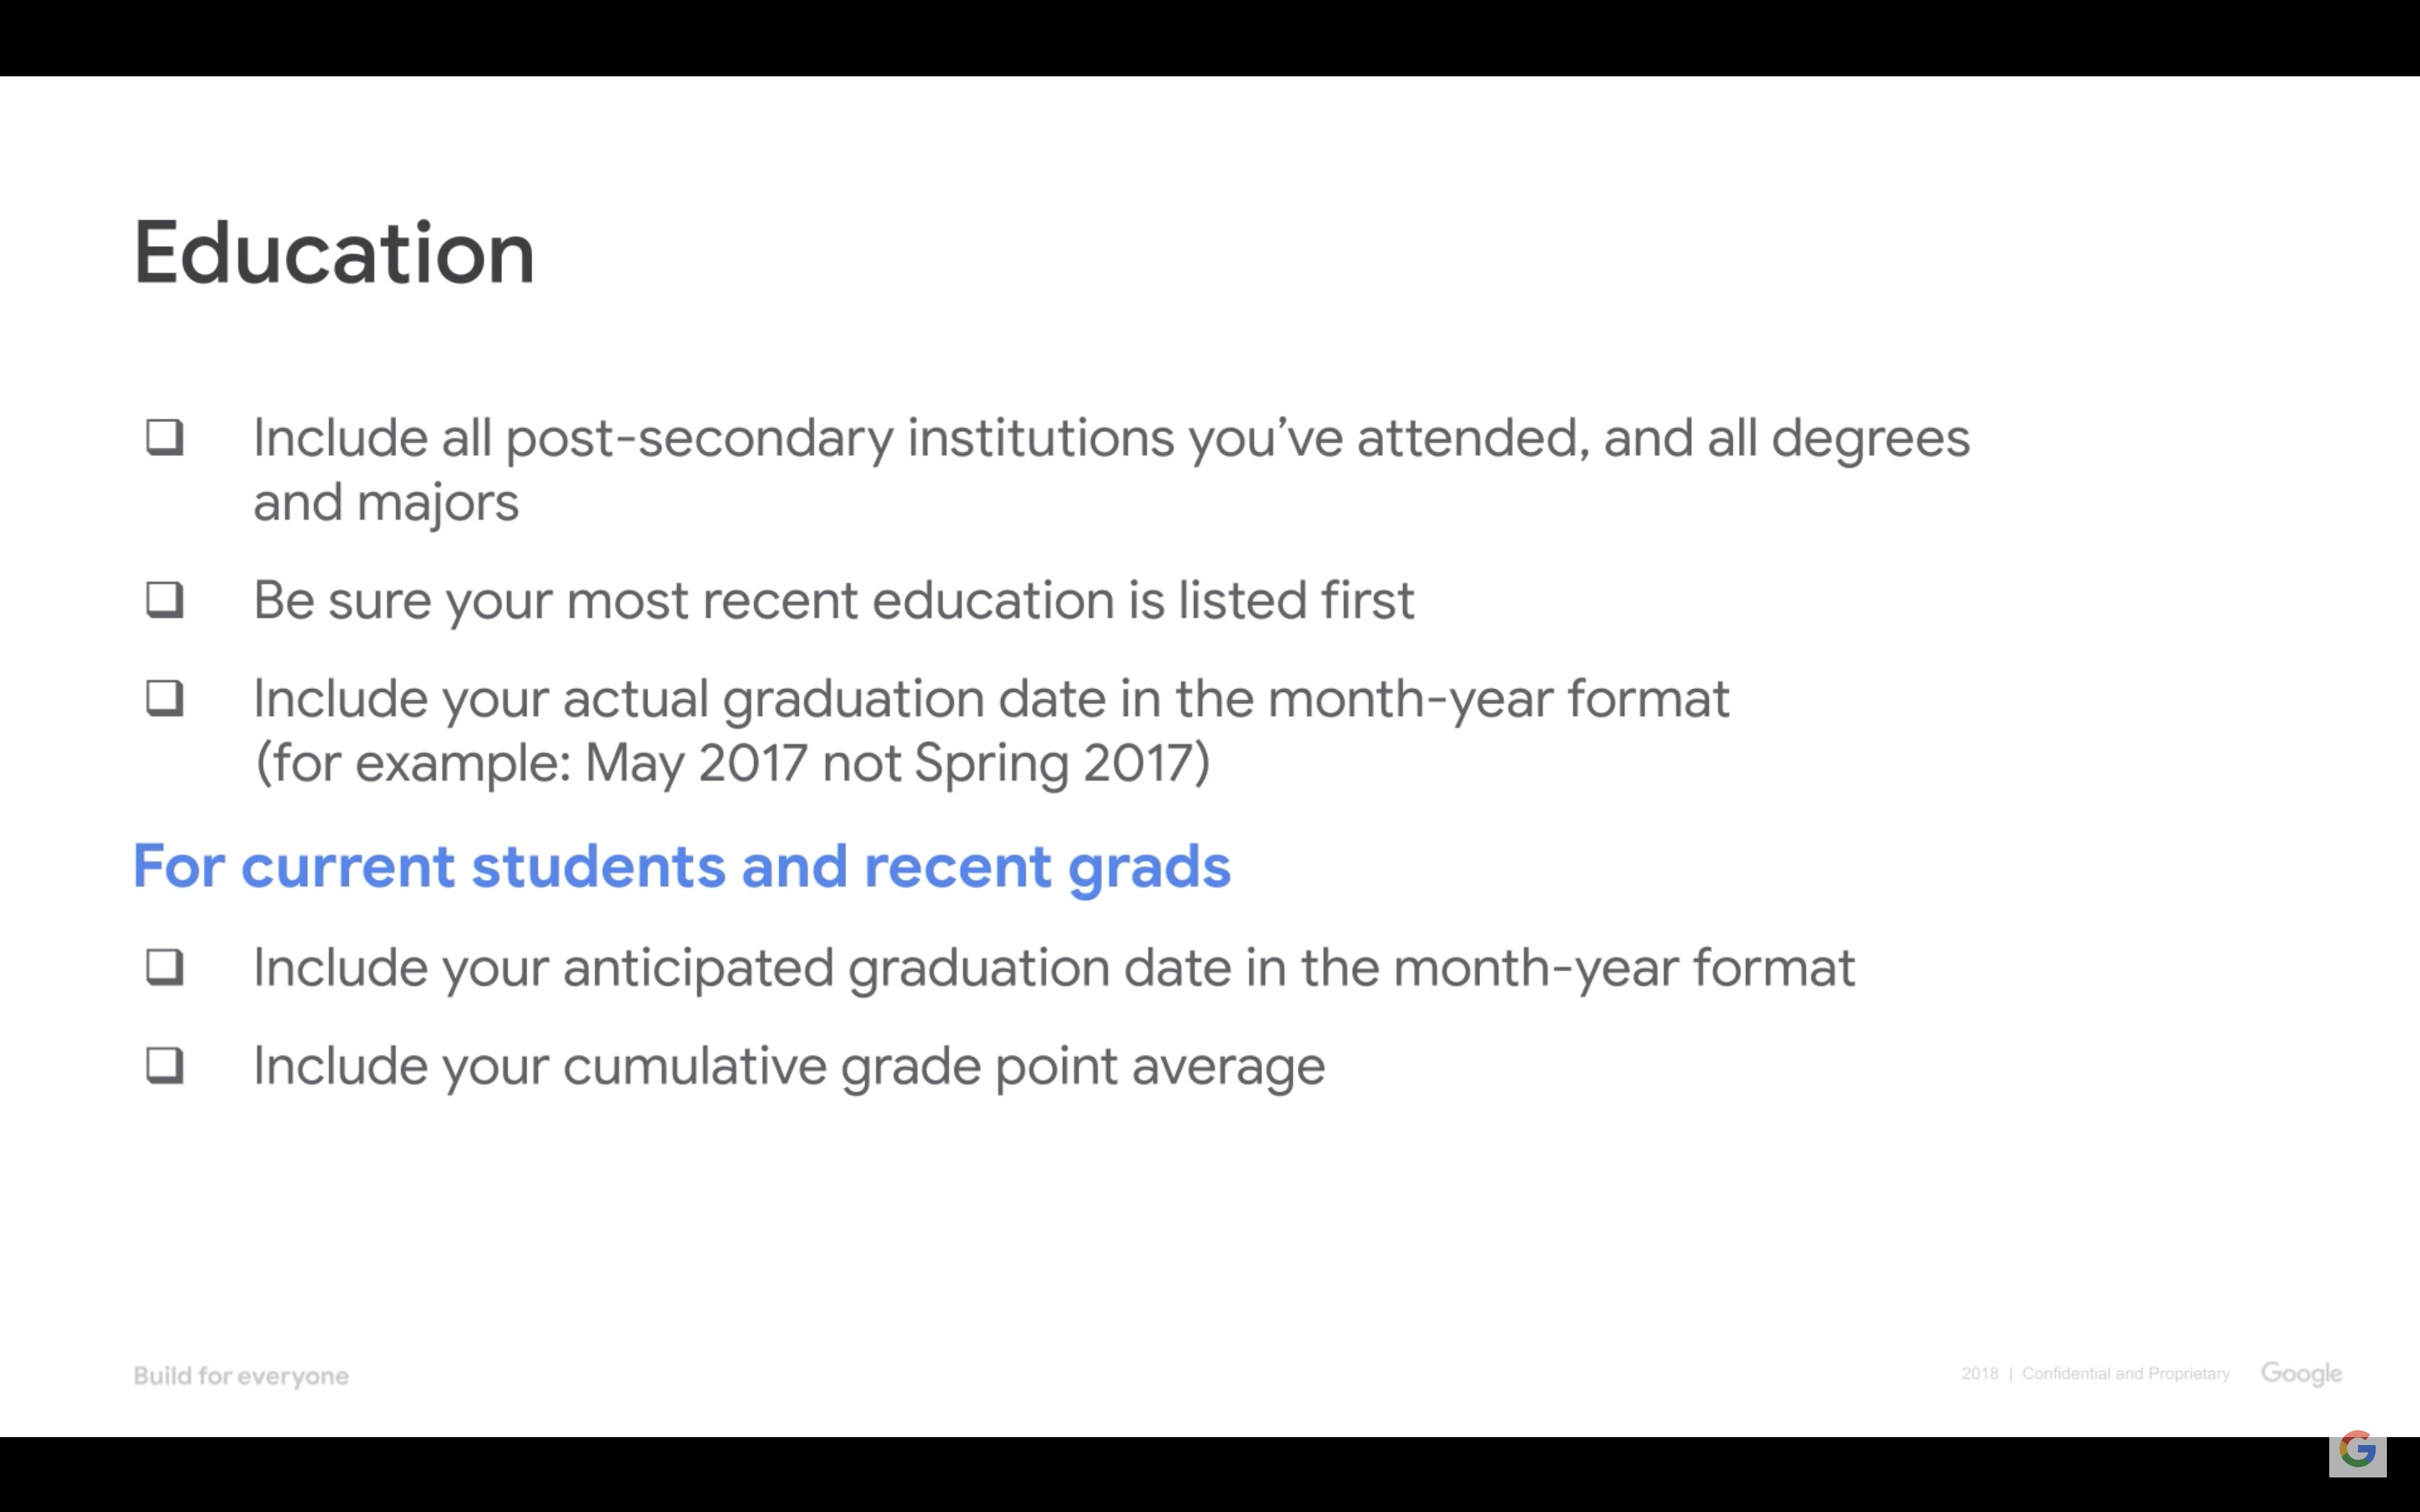 Education
❑ Include all post-secondary institutions you’ve attended, and all degrees
and majors
❑ Be sure your most recent education is listed first
❑ Include your actual graduation date in the month-year format
(for example: May 2017 not Spring 2017)
For current students and recent grads
❑ Include your anticipated graduation date in the month-year format
❑ Include your cumulative grade point average
Build for everyone
2018 | Confidential and Proprietary Google
G